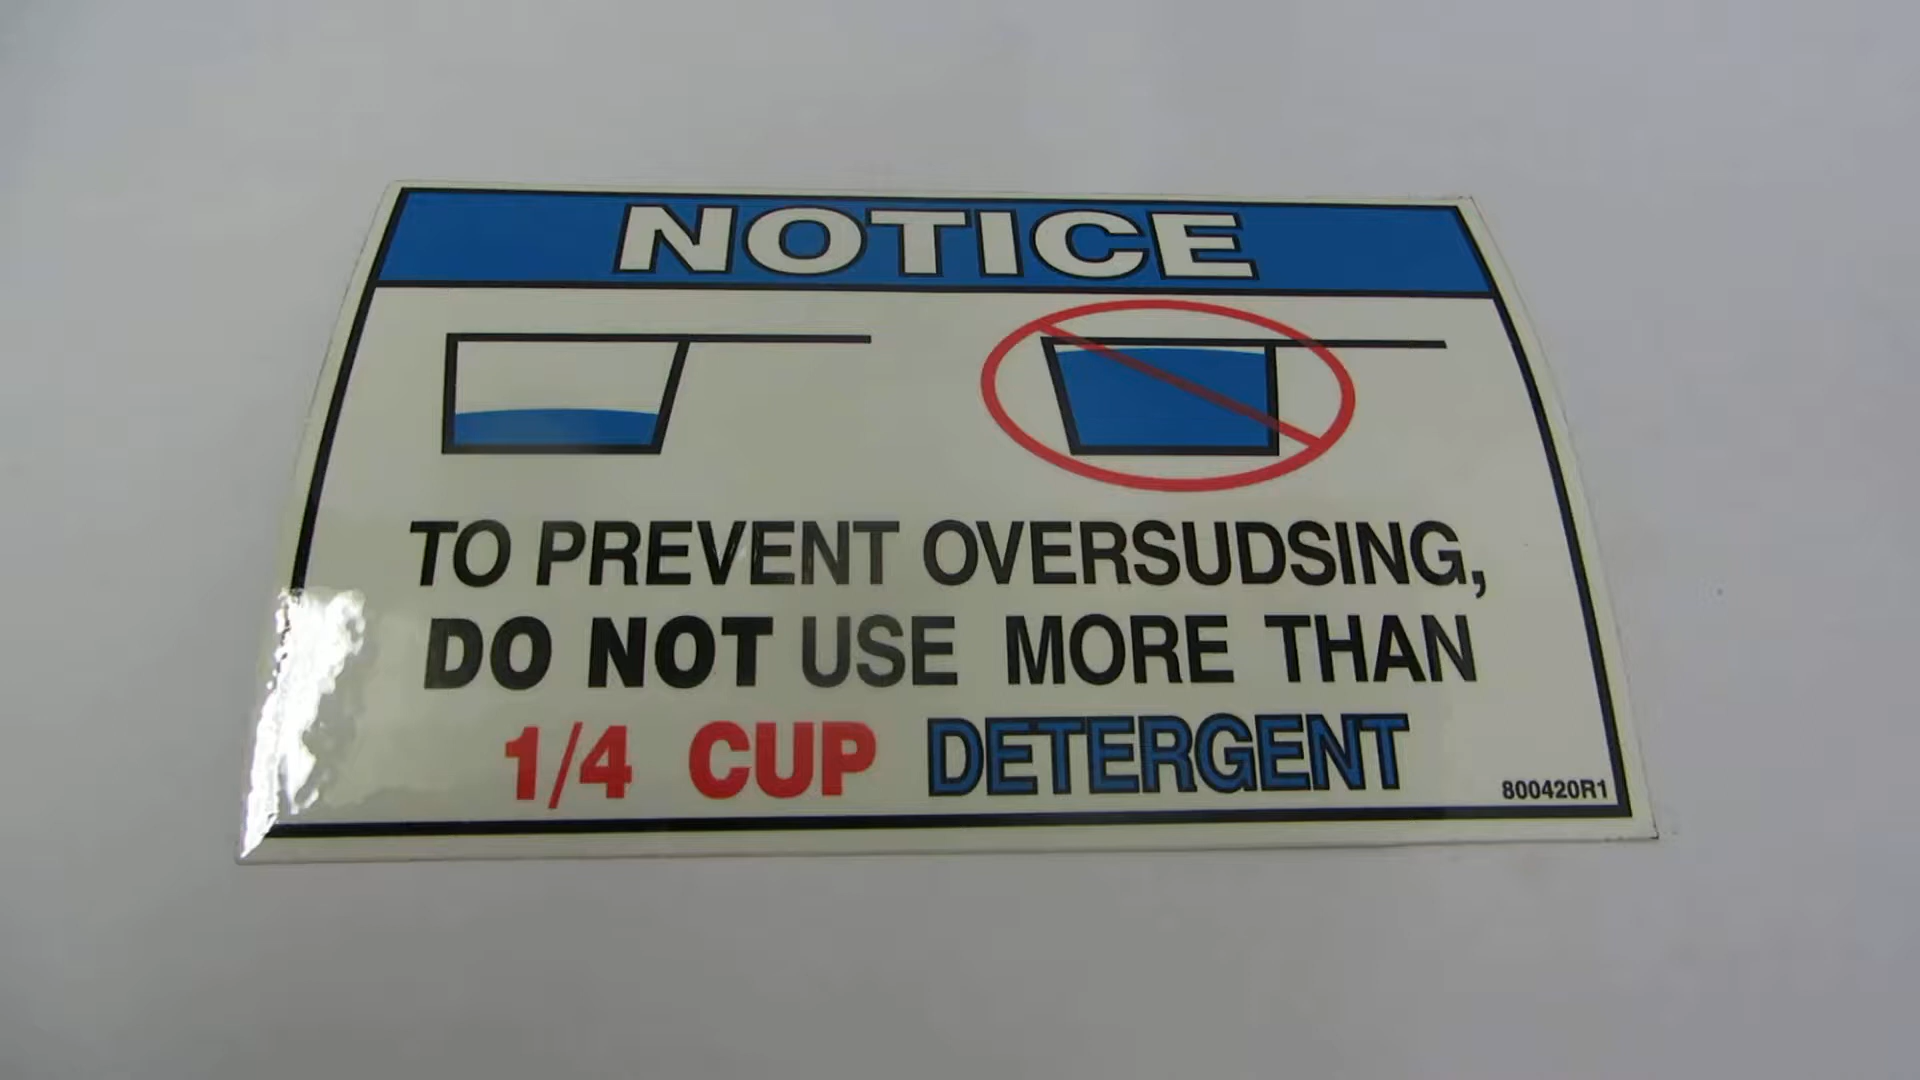 NOTICE
TO PREVENT OVERSUDSING,
DO NOT USE MORE THAN
1/4 CUP DETERGENT
800420R1